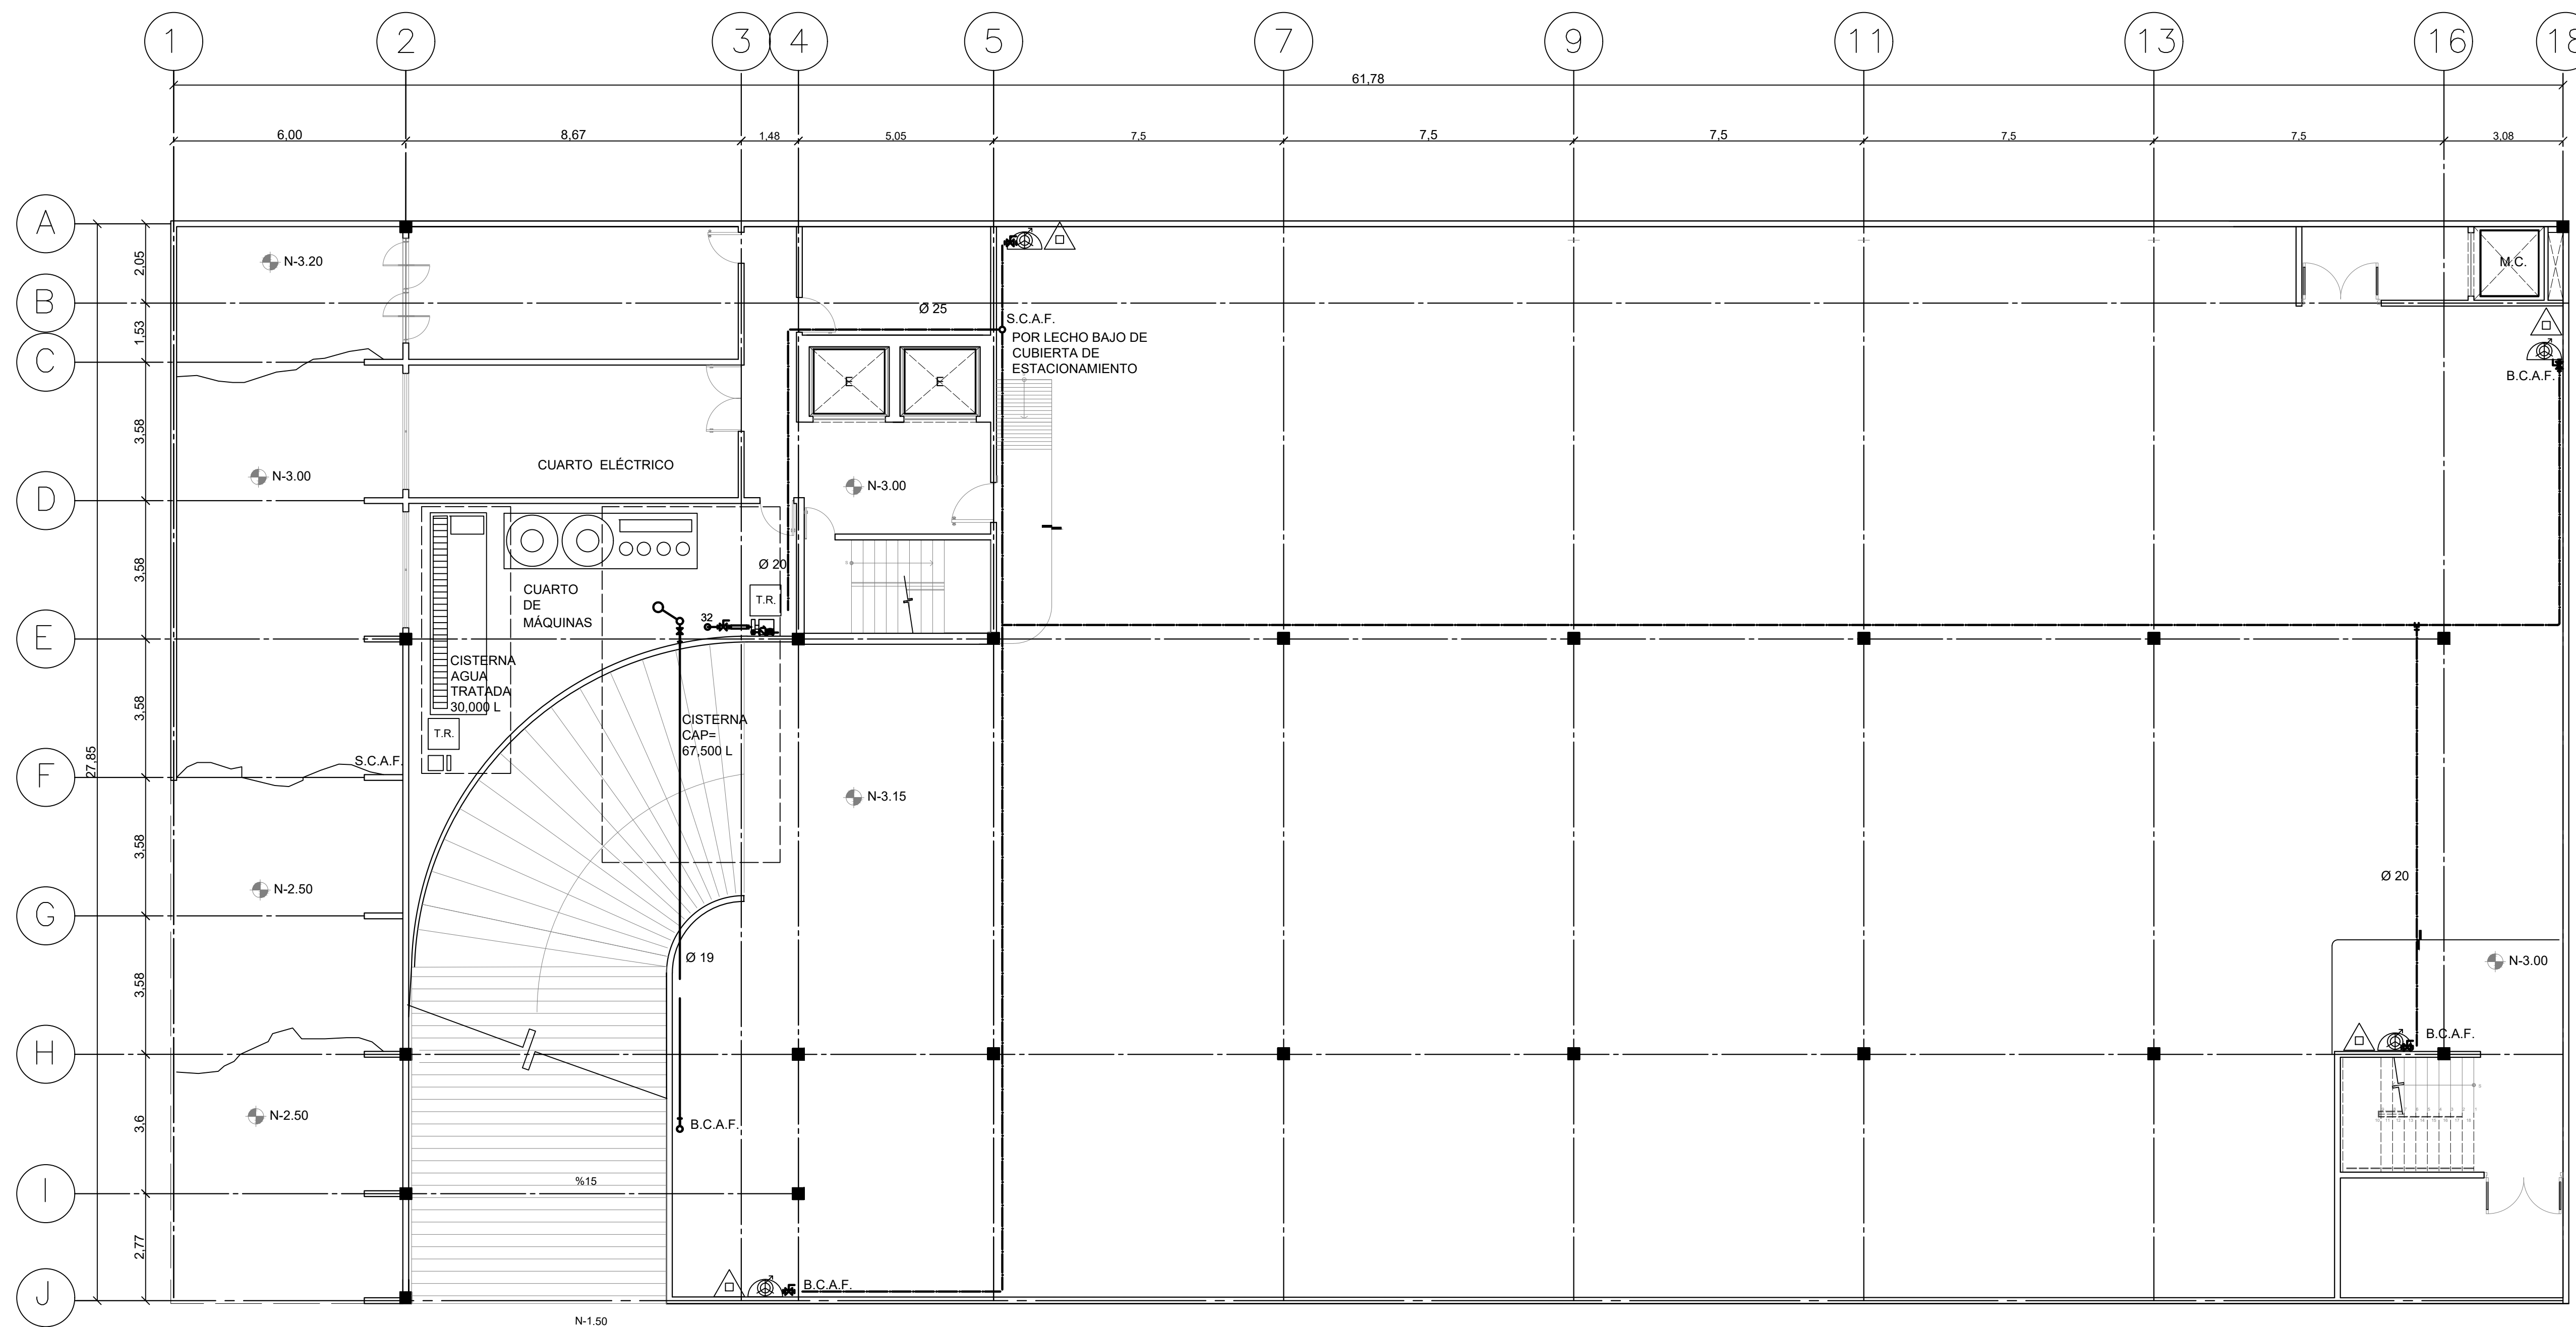 1 2 3 4 5 7 9 11 13 16 18
61,78
6,00 8,67 1,48 5,05 7,5 7,5 7,5 7,5 7,5 3,08
A
2,05
N-3.20
M.C.
B
Ø 25
S.C.A.F.
1,53
POR LECHO BAJO DE
CUBIERTA DE
ESTACIONAMIENTO
C
B.C.A.F.
E E
3,58
CUARTO ELÉCTRICO
N-3.00
N-3.00
D
Ø 20
3,58
CUARTO
DE
MÁQUINAS
T.R.
32
E
CISTERNA
AGUA
TRATADA
30,000 L
3,58
CISTERNA
CAP=
67,500 L
T.R.
27,85
S.C.A.F.
F
N-3.15
3,58
Ø 20
N-2.50
G
Ø 19
N-3.00
3,58
B.C.A.F.
H
N-2.50
3,6
B.C.A.F.
%15
I
2,77
B.C.A.F.
J
N-1.50